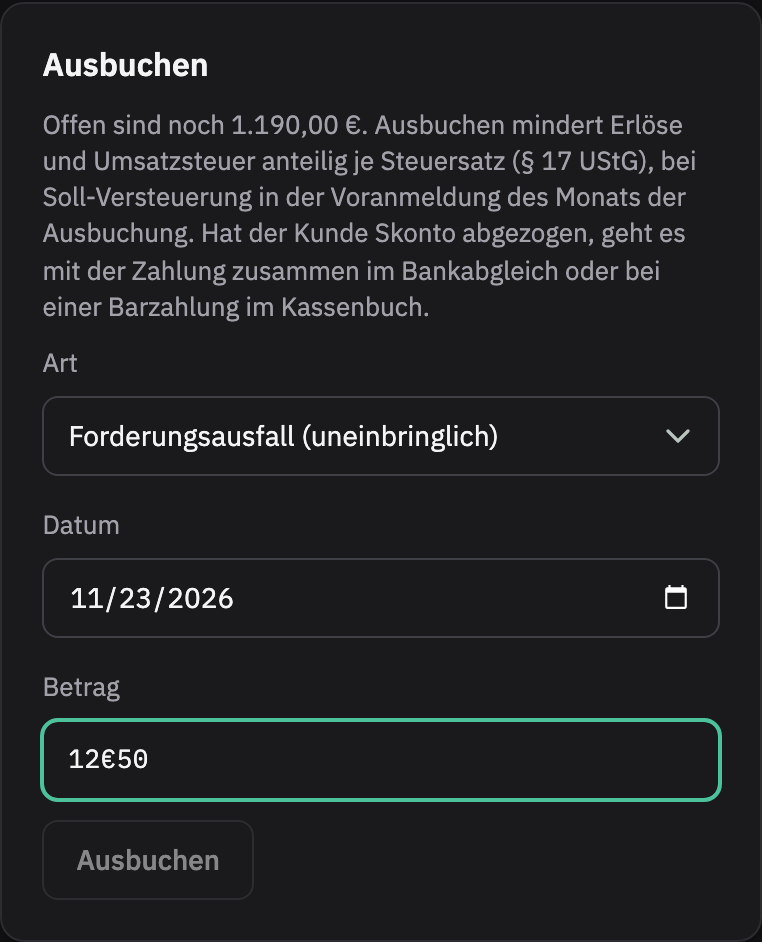 Ausbuchen
Offen sind noch 1.190,00 €. Ausbuchen mindert Erlöse
und Umsatzsteuer anteilig je Steuersatz (§ 17 UStG), bei
Soll-Versteuerung in der Voranmeldung des Monats der
Ausbuchung. Hat der Kunde Skonto abgezogen, geht es
mit der Zahlung zusammen im Bankabgleich oder bei
einer Barzahlung im Kassenbuch.
Art
Forderungsausfall (uneinbringlich)
Datum
11/23/2026
Betrag
12€50
Ausbuchen